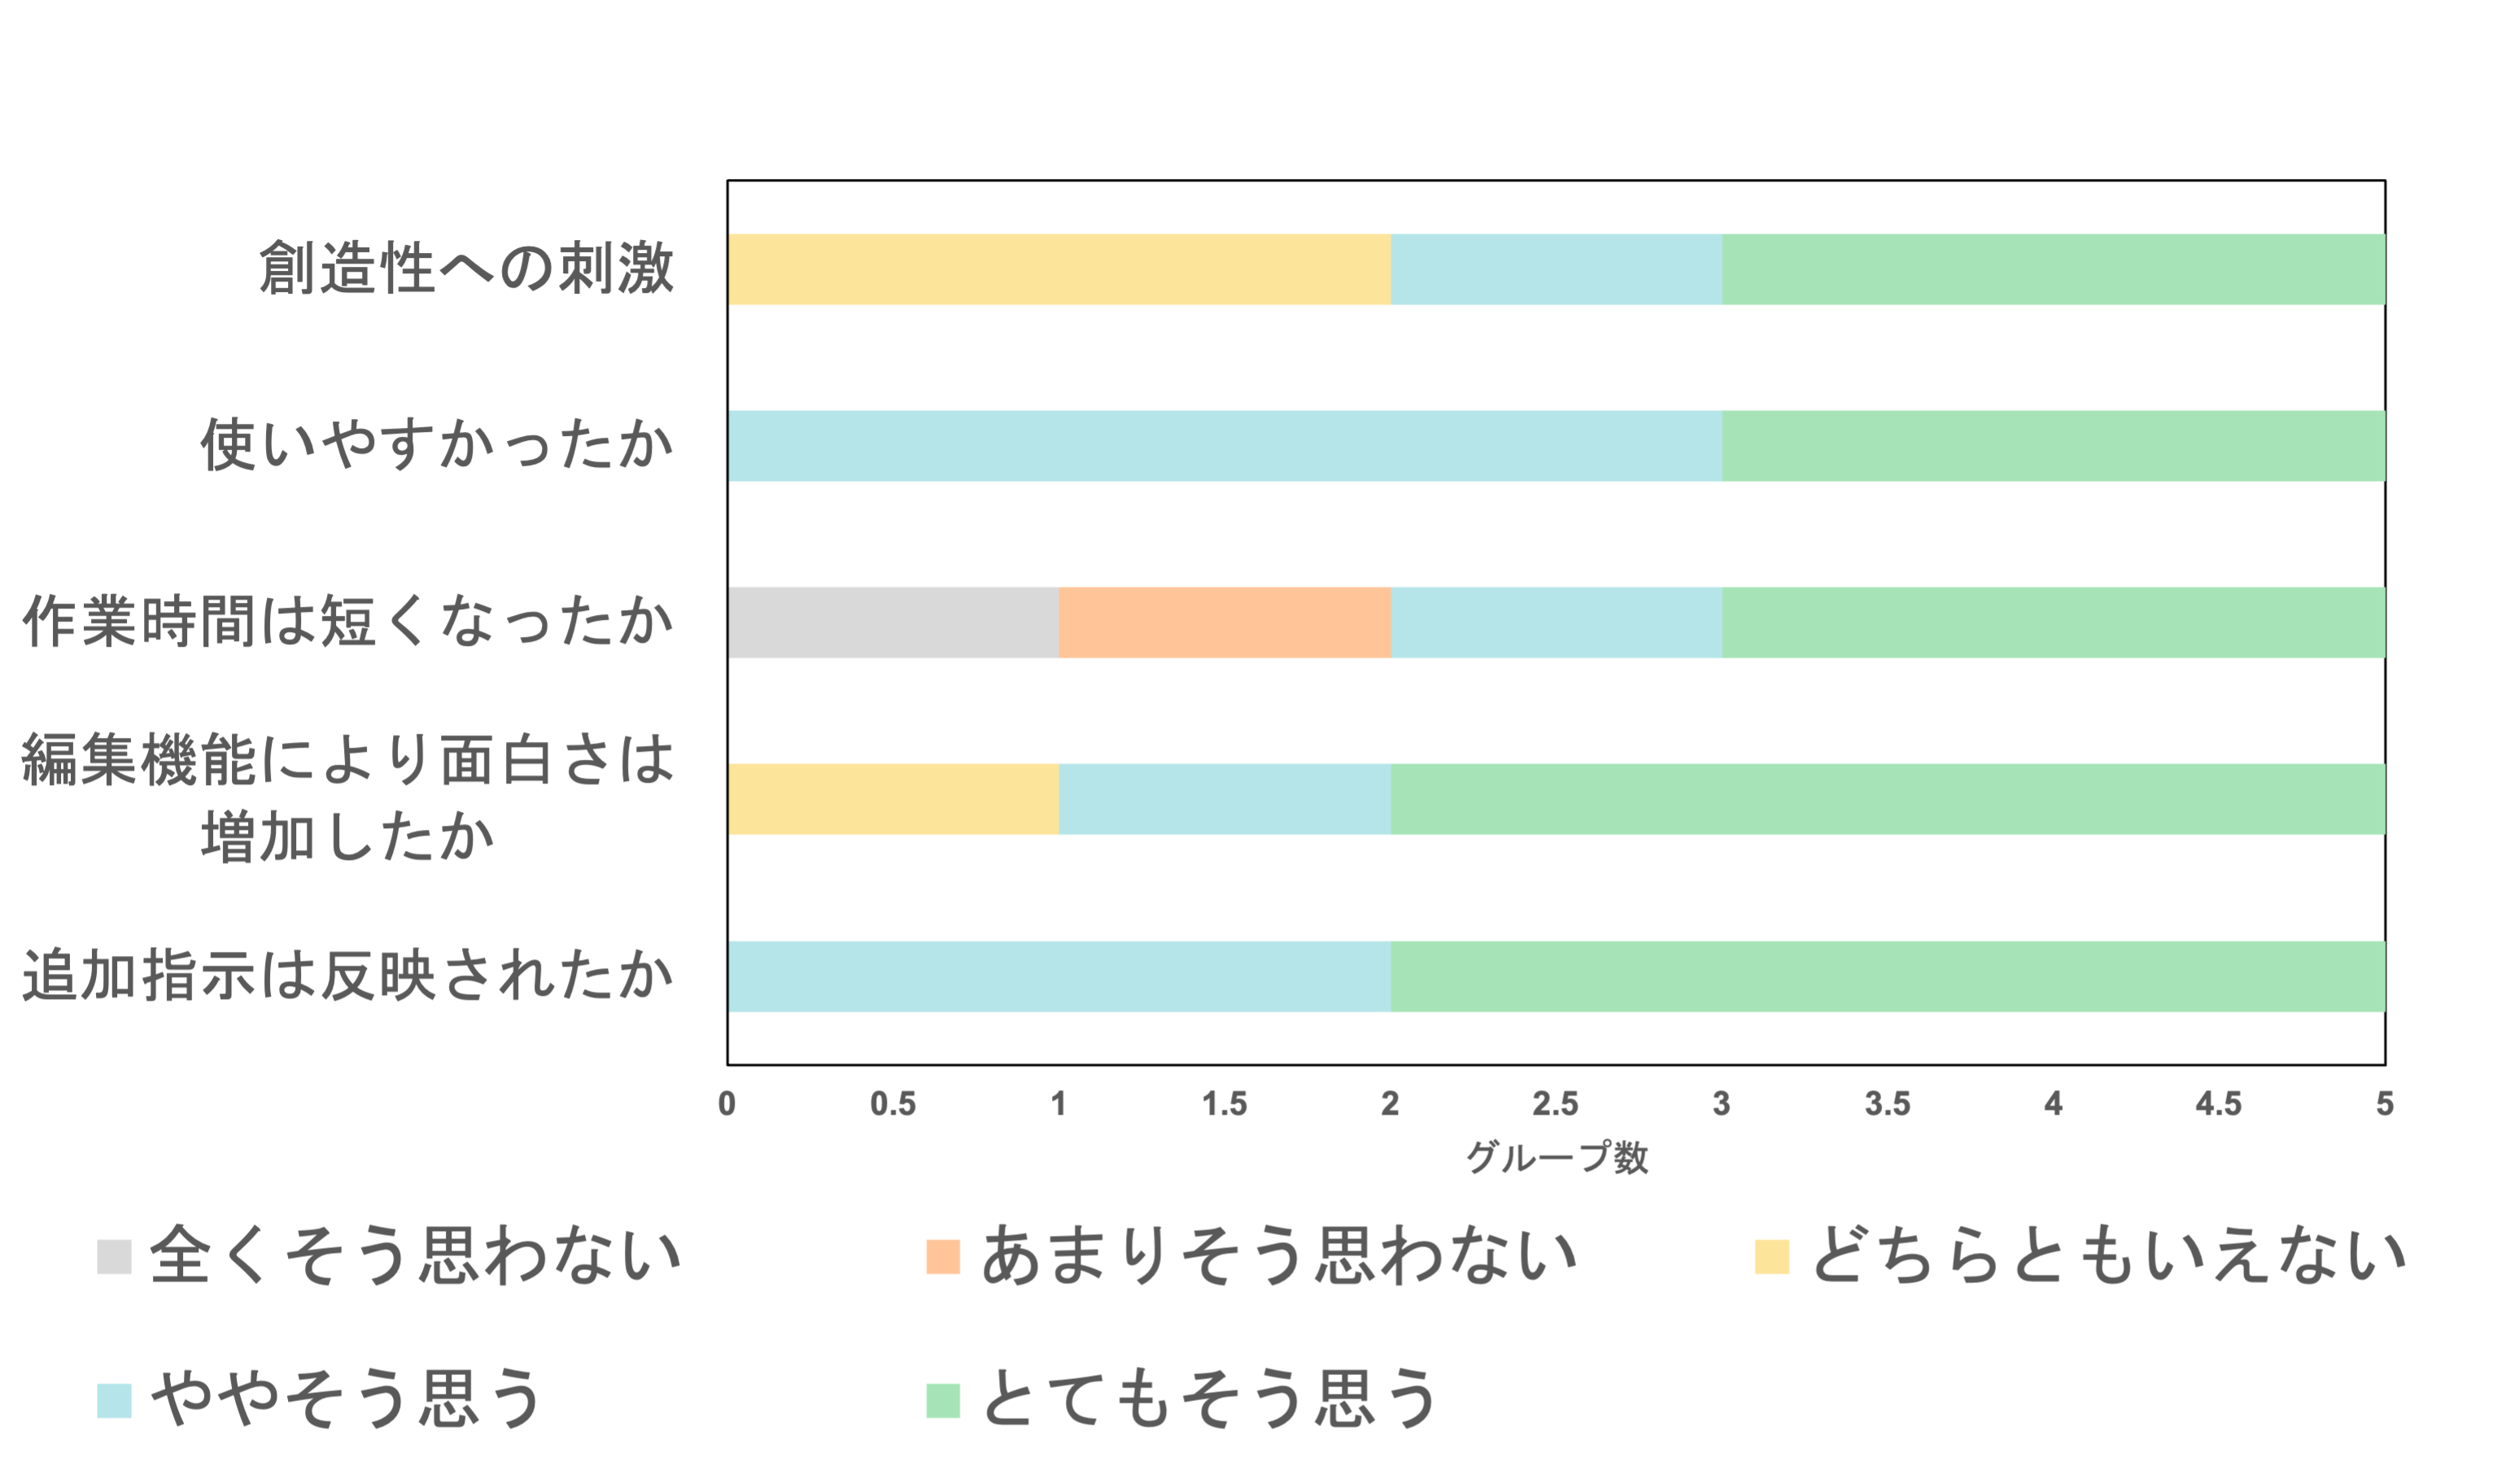 創造性への刺激
使いやすかったか
作業時間は短くなったか
編集機能により面白さは
増加したか
追加指示は反映されたか
0 0.5 1 1.5 2 2.5 3 3.5 4 4.5 5
グループ数
全くそう思わない あまりそう思わない どちらともいえない
ややそう思う とてもそう思う